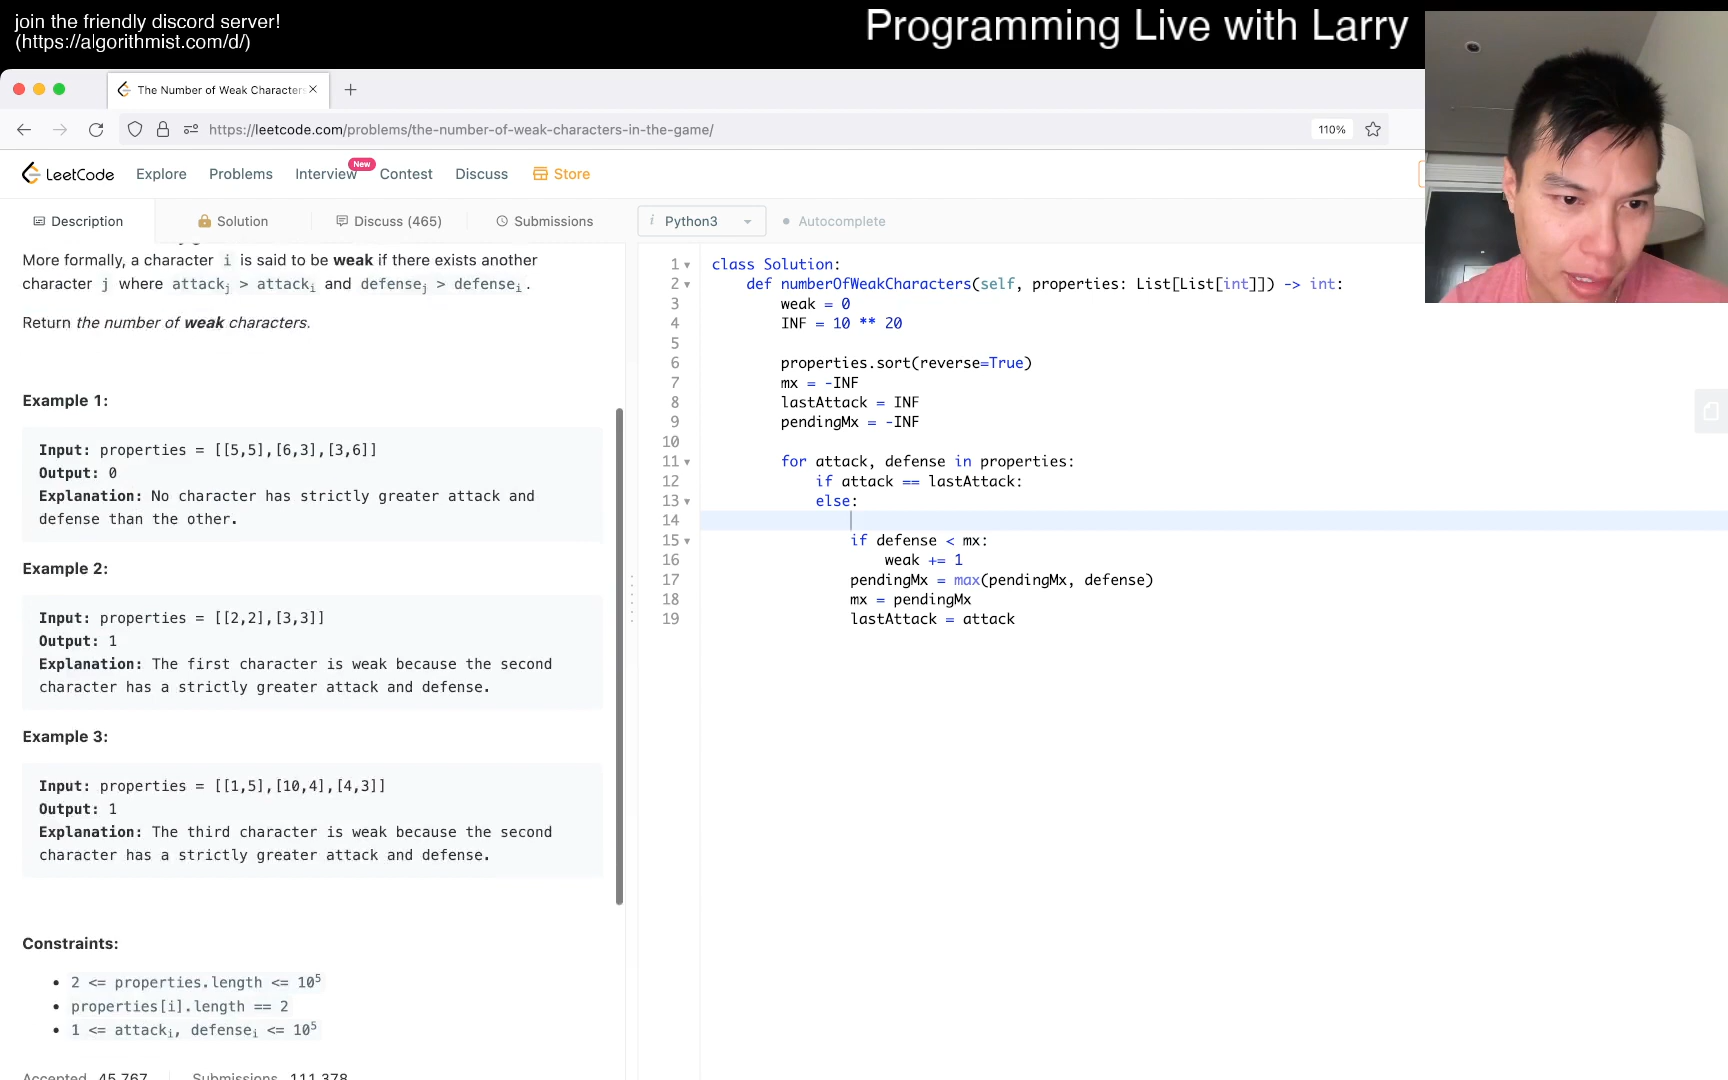 join the friendly discord server!
(https://algorithmist.com/d/)
Programming Live with Larry
The Number of Weak Characters
https://leetcode.com/problems/the-number-of-weak-characters-in-the-game/
110%
LeetCode
Explore
Problems
Interview
New
Contest
Discuss
Store
Description
Solution
Discuss (465)
Submissions
i Python3
Autocomplete
More formally, a character i is said to be weak if there exists another
character j where attackj > attacki and defensej > defensei.
Return the number of weak characters.
Example 1:
Input: properties = [[5,5],[6,3],[3,6]]
Output: 0
Explanation: No character has strictly greater attack and
defense than the other.
Example 2:
Input: properties = [[2,2],[3,3]]
Output: 1
Explanation: The first character is weak because the second
character has a strictly greater attack and defense.
Example 3:
Input: properties = [[1,5],[10,4],[4,3]]
Output: 1
Explanation: The third character is weak because the second
character has a strictly greater attack and defense.
Constraints:
• 2 <= properties.length <= 10⁵
• properties[i].length == 2
• 1 <= attacki, defensei <= 10⁵
Accepted 45,767 Submissions 111,378
1 class Solution:
2 def numberOfWeakCharacters(self, properties: List[List[int]]) -> int:
3 weak = 0
4 INF = 10 ** 20
5
6 properties.sort(reverse=True)
7 mx = -INF
8 lastAttack = INF
9 pendingMx = -INF
10
11 for attack, defense in properties:
12 if attack == lastAttack:
13 else:
14
15 if defense < mx:
16 weak += 1
17 pendingMx = max(pendingMx, defense)
18 mx = pendingMx
19 lastAttack = attack